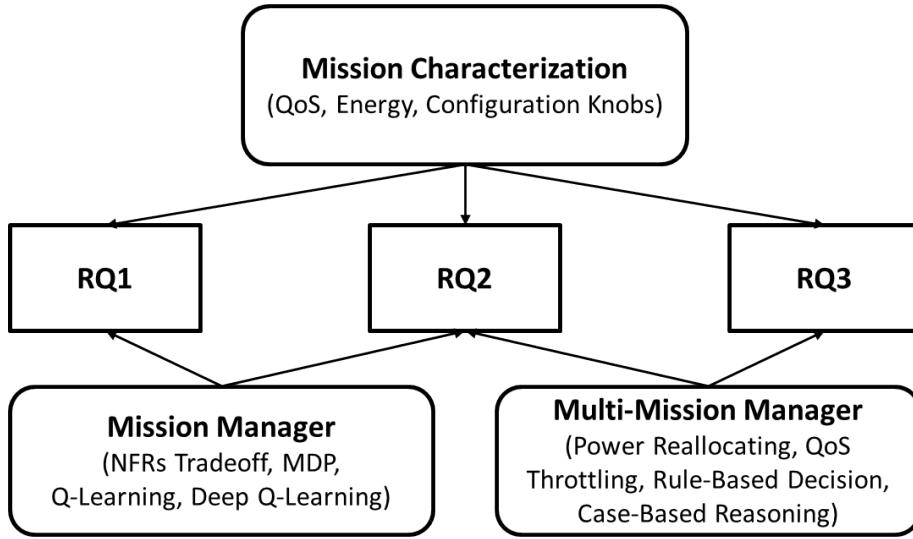 Mission Characterization
(QoS, Energy, Configuration Knobs)
RQ1
RQ2
RQ3
Mission Manager
(NFRs Tradeoff, MDP,
Q-Learning, Deep Q-Learning)
Multi-Mission Manager
(Power Reallocating, QoS
Throttling, Rule-Based Decision,
Case-Based Reasoning)